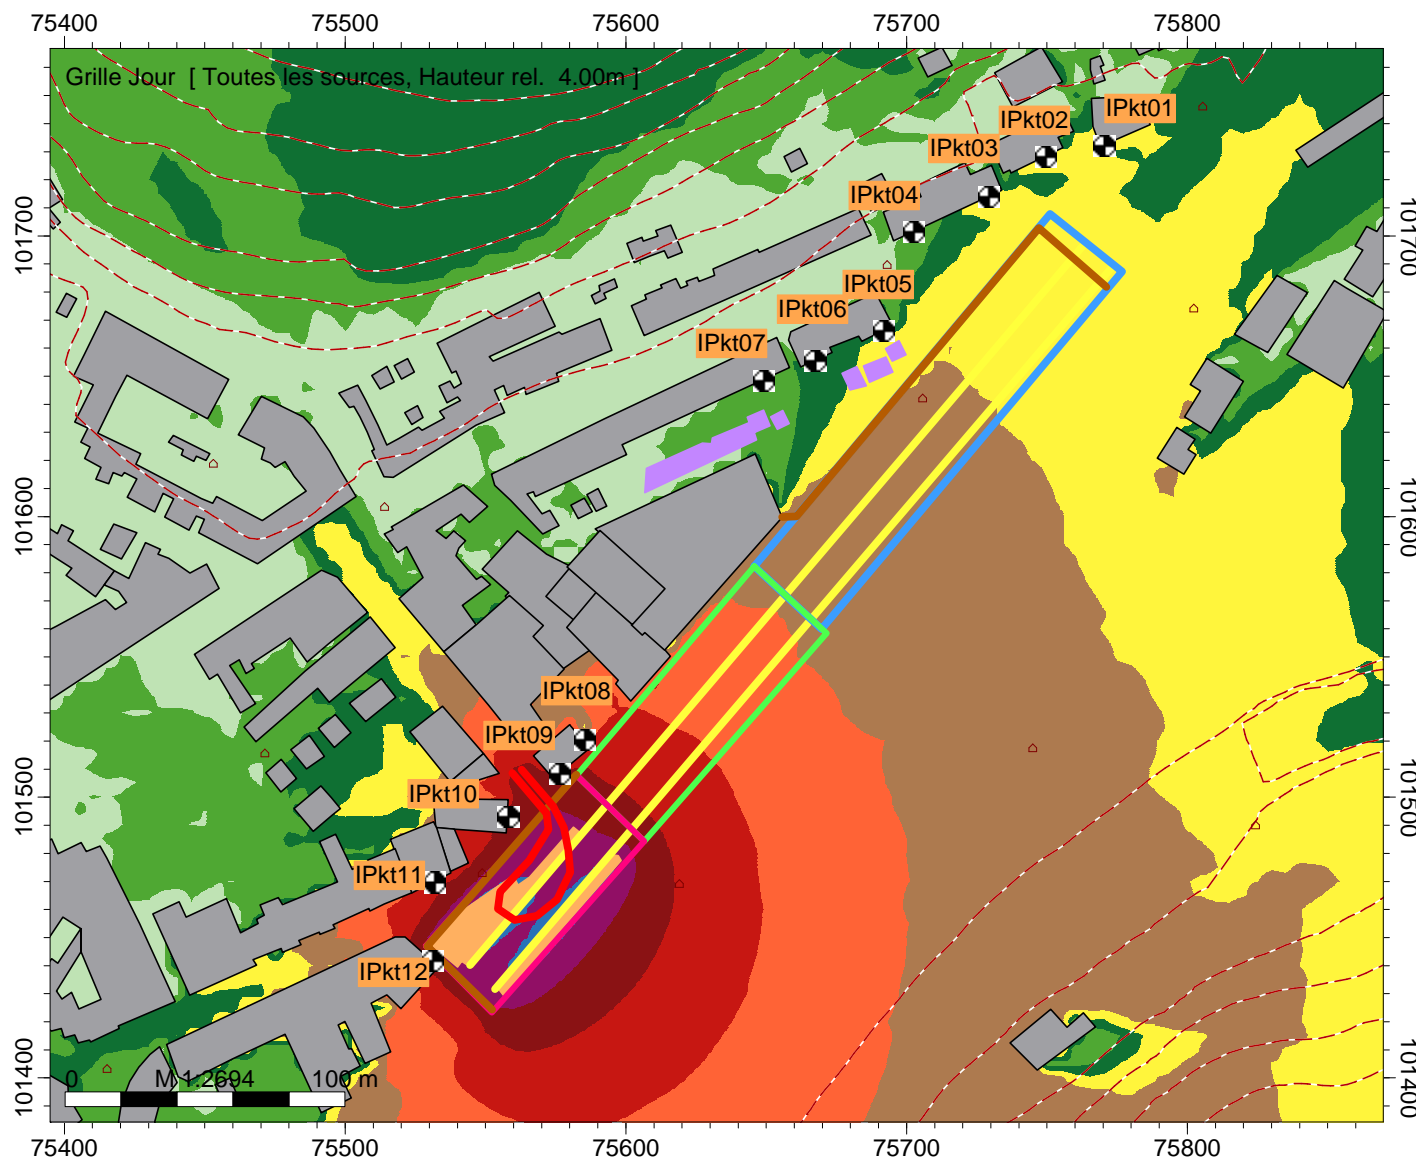 75400 75500 75600 75700 75800
Grille Jour [ Toutes les sources, Hauteur rel. 4.00m ]
IPkt01
IPkt02
IPkt03
IPkt04
IPkt05
IPkt06
IPkt07
IPkt08
IPkt09
IPkt10
IPkt11
IPkt12
101700
101600
101500
101400
101700
101600
101500
101400
0 M 1:2694 100 m
75400 75500 75600 75700 75800